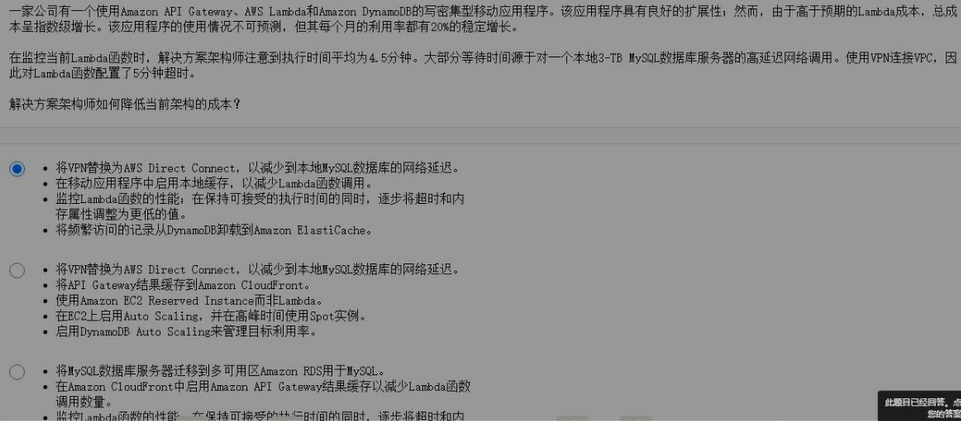 一家公司有一个使用Amazon API Gateway、AWS Lambda和Amazon DynamoDB的写密集型移动应用程序。该应用程序具有良好的扩展性；然而，由于高于预期的Lambda成本，总成
本呈指数级增长。该应用程序的使用情况不可预测，但其每个月的利用率都有20%的稳定增长。
在监控当前Lambda函数时，解决方案架构师注意到执行时间平均为4.5分钟。大部分等待时间源于对一个本地3-TB MySQL数据库服务器的高延迟网络调用。使用VPN连接VPC，因
此对Lambda函数配置了5分钟超时。
解决方案架构师如何降低当前架构的成本？
• 将VPN替换为AWS Direct Connect，以减少到本地MySQL数据库的网络延迟。
• 在移动应用程序中启用本地缓存，以减少Lambda函数调用。
• 监控Lambda函数的性能；在保持可接受的执行时间的同时，逐步将超时和内
存属性调整为更低的值。
• 将频繁访问的记录从DynamoDB卸载到Amazon ElastiCache。
• 将VPN替换为AWS Direct Connect，以减少到本地MySQL数据库的网络延迟。
• 将API Gateway结果缓存到Amazon CloudFront。
• 使用Amazon EC2 Reserved Instance而非Lambda。
• 在EC2上启用Auto Scaling，并在高峰时间使用Spot实例。
• 启用DynamoDB Auto Scaling来管理目标利用率。
• 将MySQL数据库服务器迁移到多可用区Amazon RDS用于MySQL。
• 在Amazon CloudFront中启用Amazon API Gateway结果缓存以减少Lambda函数
调用数量。
• 监控Lambda函数的性能；在保持可接受的执行时间的同时，逐步将超时和内
此题目已经回答。点
您的答案